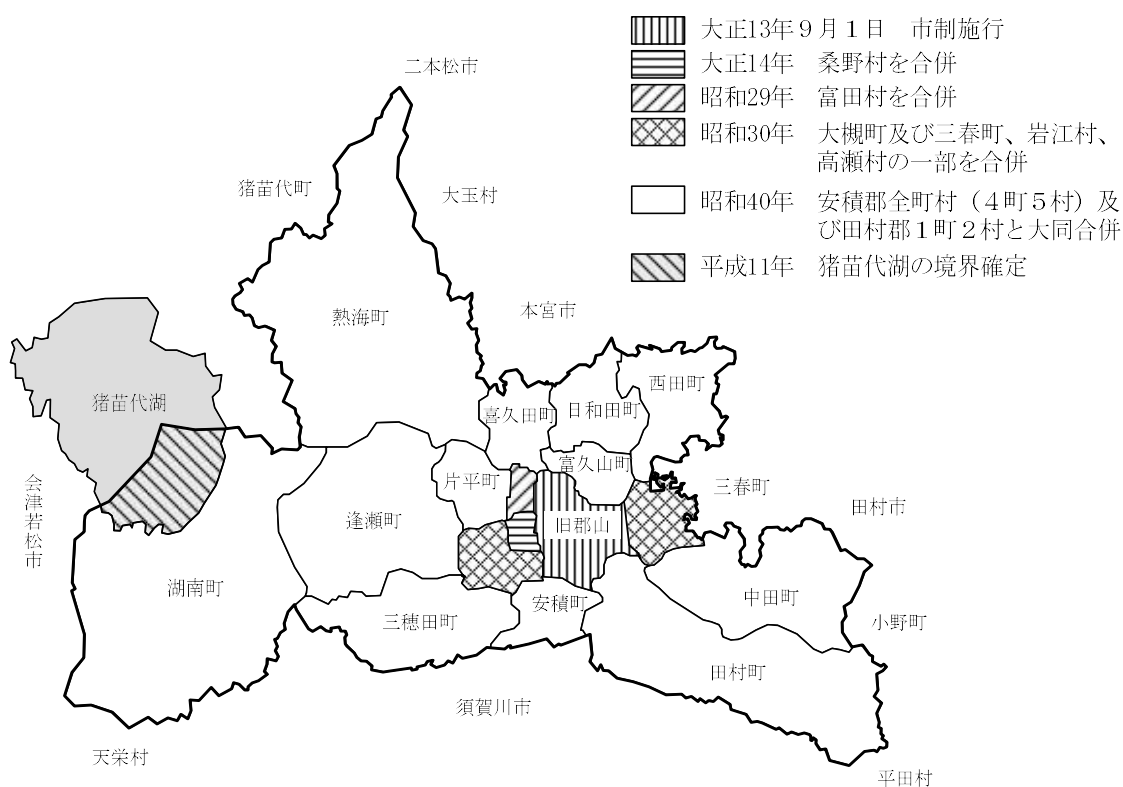 大正13年９月１日　市制施行
大正14年　桑野村を合併
昭和29年　富田村を合併
昭和30年　大槻町及び三春町、岩江村、
高瀬村の一部を合併
昭和40年　安積郡全町村（４町５村）及
び田村郡１町２村と大同合併
平成11年　猪苗代湖の境界確定
二本松市
猪苗代町
大玉村
本宮市
熱海町
猪苗代湖
西田町
喜久田町
日和田町
富久山町
片平町
三春町
会津若松市
田村市
逢瀬町
旧郡山
湖南町
中田町
安積町
三穂田町
小野町
田村町
須賀川市
天栄村
平田村